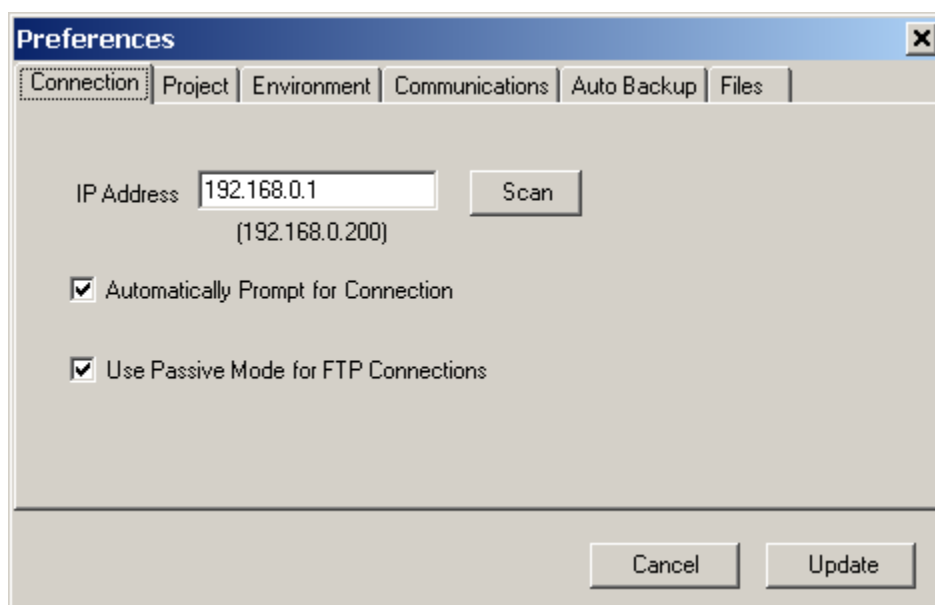 Preferences
Connection Project Environment Communications Auto Backup Files
IP Address 192.168.0.1 Scan
(192.168.0.200)
Automatically Prompt for Connection
Use Passive Mode for FTP Connections
Cancel Update